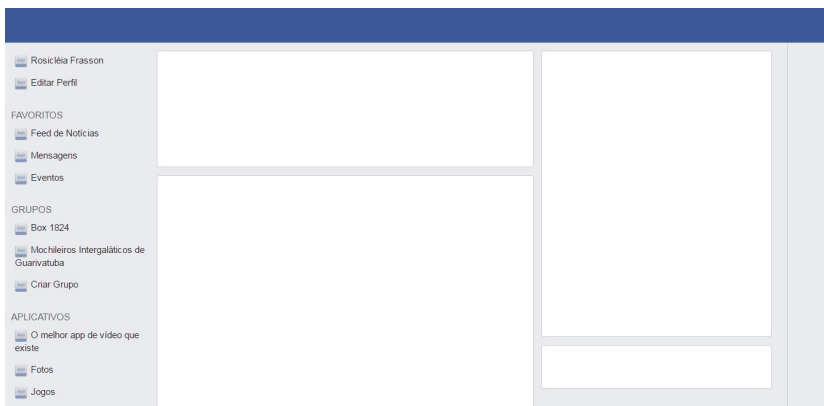 Rosicléia Frasson
Editar Perfil
FAVORITOS
Feed de Notícias
Mensagens
Eventos
GRUPOS
Box 1824
Mochileiros Intergaláticos de
Guarivatuba
Criar Grupo
APLICATIVOS
O melhor app de vídeo que
existe
Fotos
Jogos